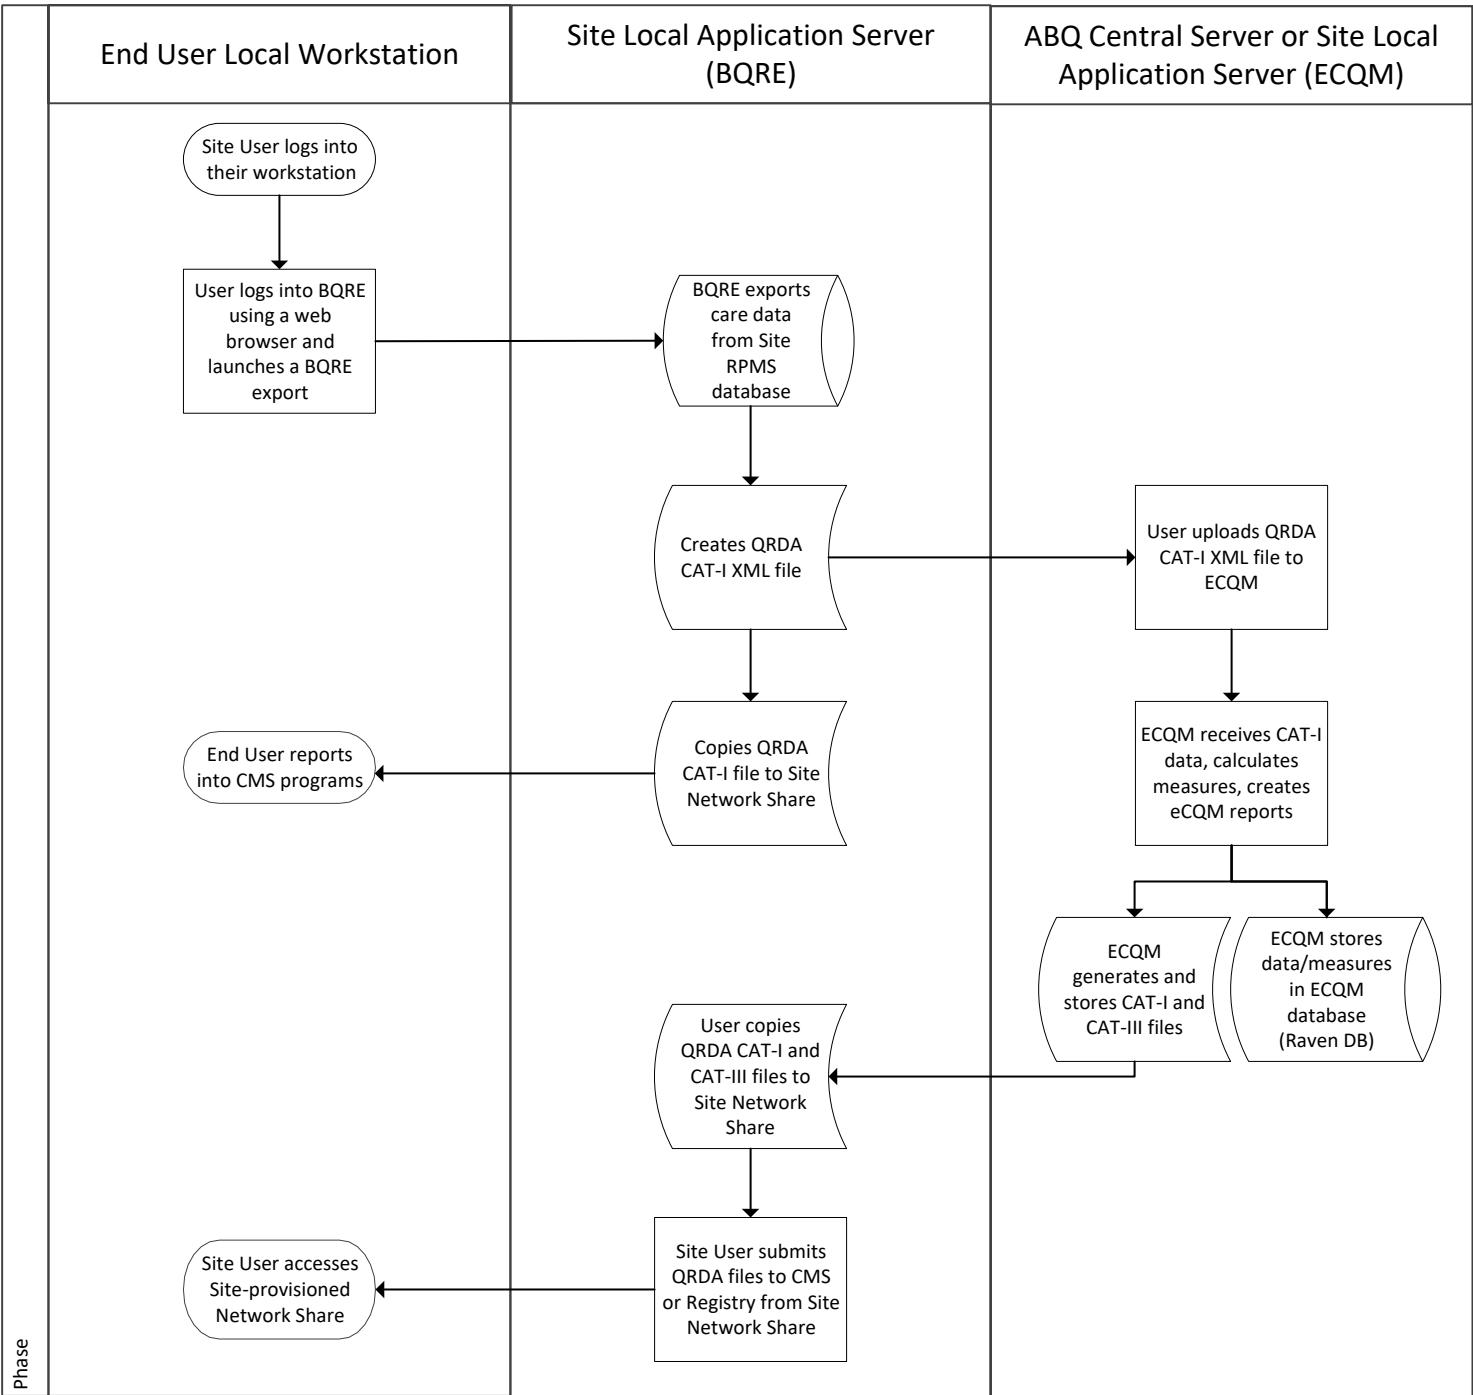 End User Local Workstation
Site Local Application Server
(BQRE)
ABQ Central Server or Site Local
Application Server (ECQM)
Site User logs into
their workstation
User logs into BQRE
using a web
browser and
launches a BQRE
export
BQRE exports
care data
from Site
RPMS
database
Creates QRDA
CAT-I XML file
User uploads QRDA
CAT-I XML file to
ECQM
End User reports
into CMS programs
Copies QRDA
CAT-I file to Site
Network Share
ECQM receives CAT-I
data, calculates
measures, creates
eCQM reports
ECQM
generates and
stores CAT-I and
CAT-III files
ECQM stores
data/measures
in ECQM
database
(Raven DB)
User copies
QRDA CAT-I and
CAT-III files to
Site Network
Share
Site User accesses
Site-provisioned
Network Share
Site User submits
QRDA files to CMS
or Registry from Site
Network Share
Phase